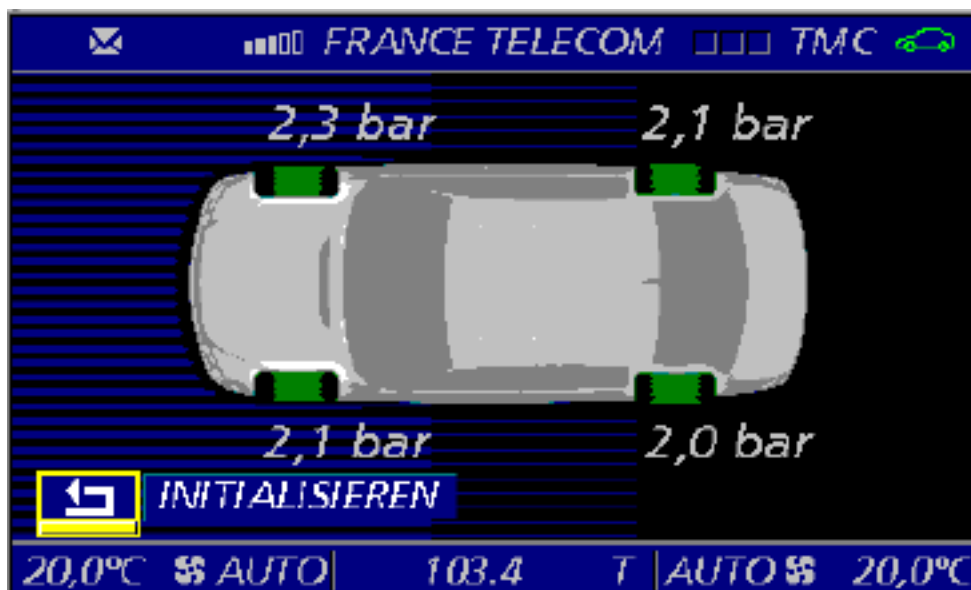 FRANCE TELECOM TMC
2,3 bar 2,1 bar
2,1 bar 2,0 bar
INITIALISIEREN
20,0°C AUTO 103.4 T AUTO 20,0°C